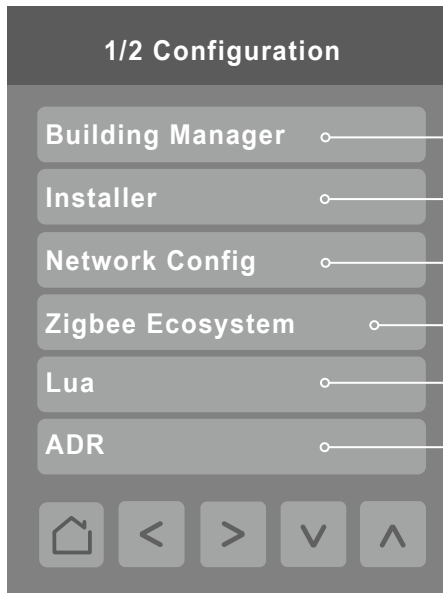 1/2 Configuration
Building Manager
Installer
Network Config
Zigbee Ecosystem
Lua
ADR